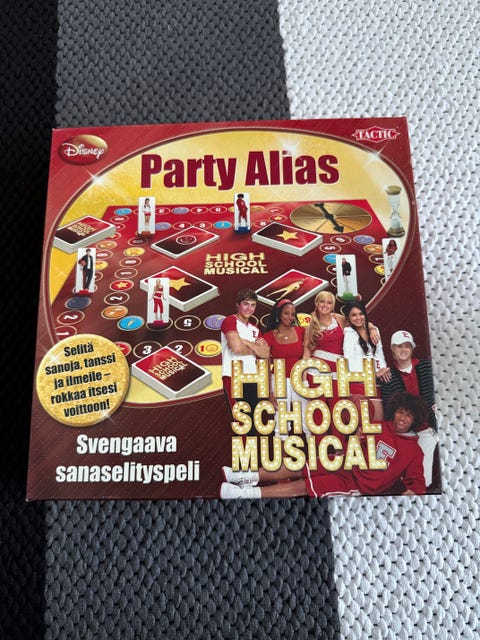 Disney
TACTIC
Party Alias
HIGH SCHOOL
MUSICAL
Selitä
sanoja, tanssi
ja ilmeile –
rokkaa itsesi
voittoon!
Svengaava
sanaselityspeli
HIGH
SCHOOL
MUSICAL